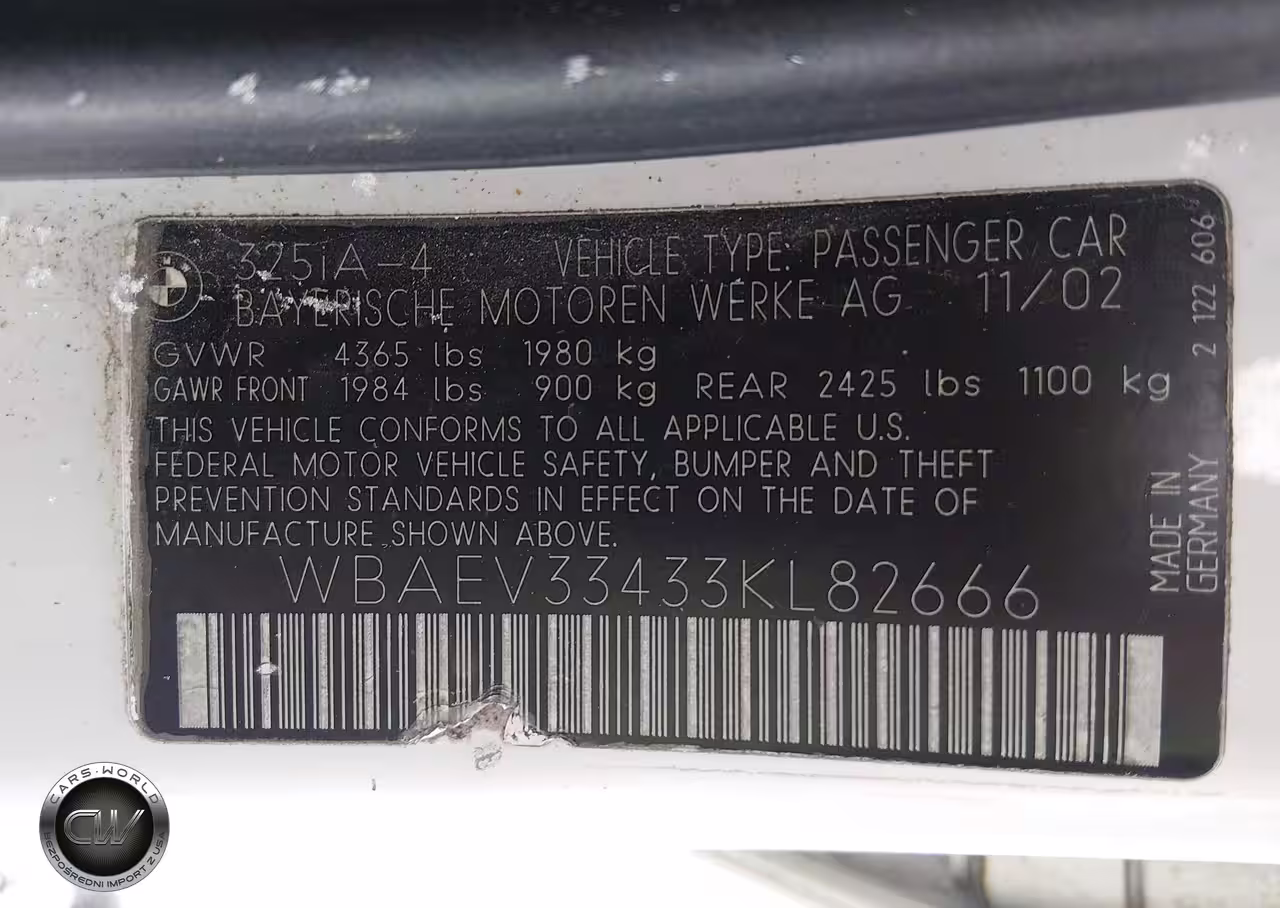 325iA-4 VEHICLE TYPE: PASSENGER CAR
BAYERISCHE MOTOREN WERKE AG 11/02
GVWR 4365 lbs 1980 kg
GAWR FRONT 1984 lbs 900 kg REAR 2425 lbs 1100 kg
THIS VEHICLE CONFORMS TO ALL APPLICABLE U.S.
FEDERAL MOTOR VEHICLE SAFETY, BUMPER AND THEFT
PREVENTION STANDARDS IN EFFECT ON THE DATE OF
MANUFACTURE SHOWN ABOVE.
WBAEV33433KL82666
MADE IN
GERMANY
2 122 606
CARS·WORLD
CW
BEZPOŚREDNI IMPORT Z USA